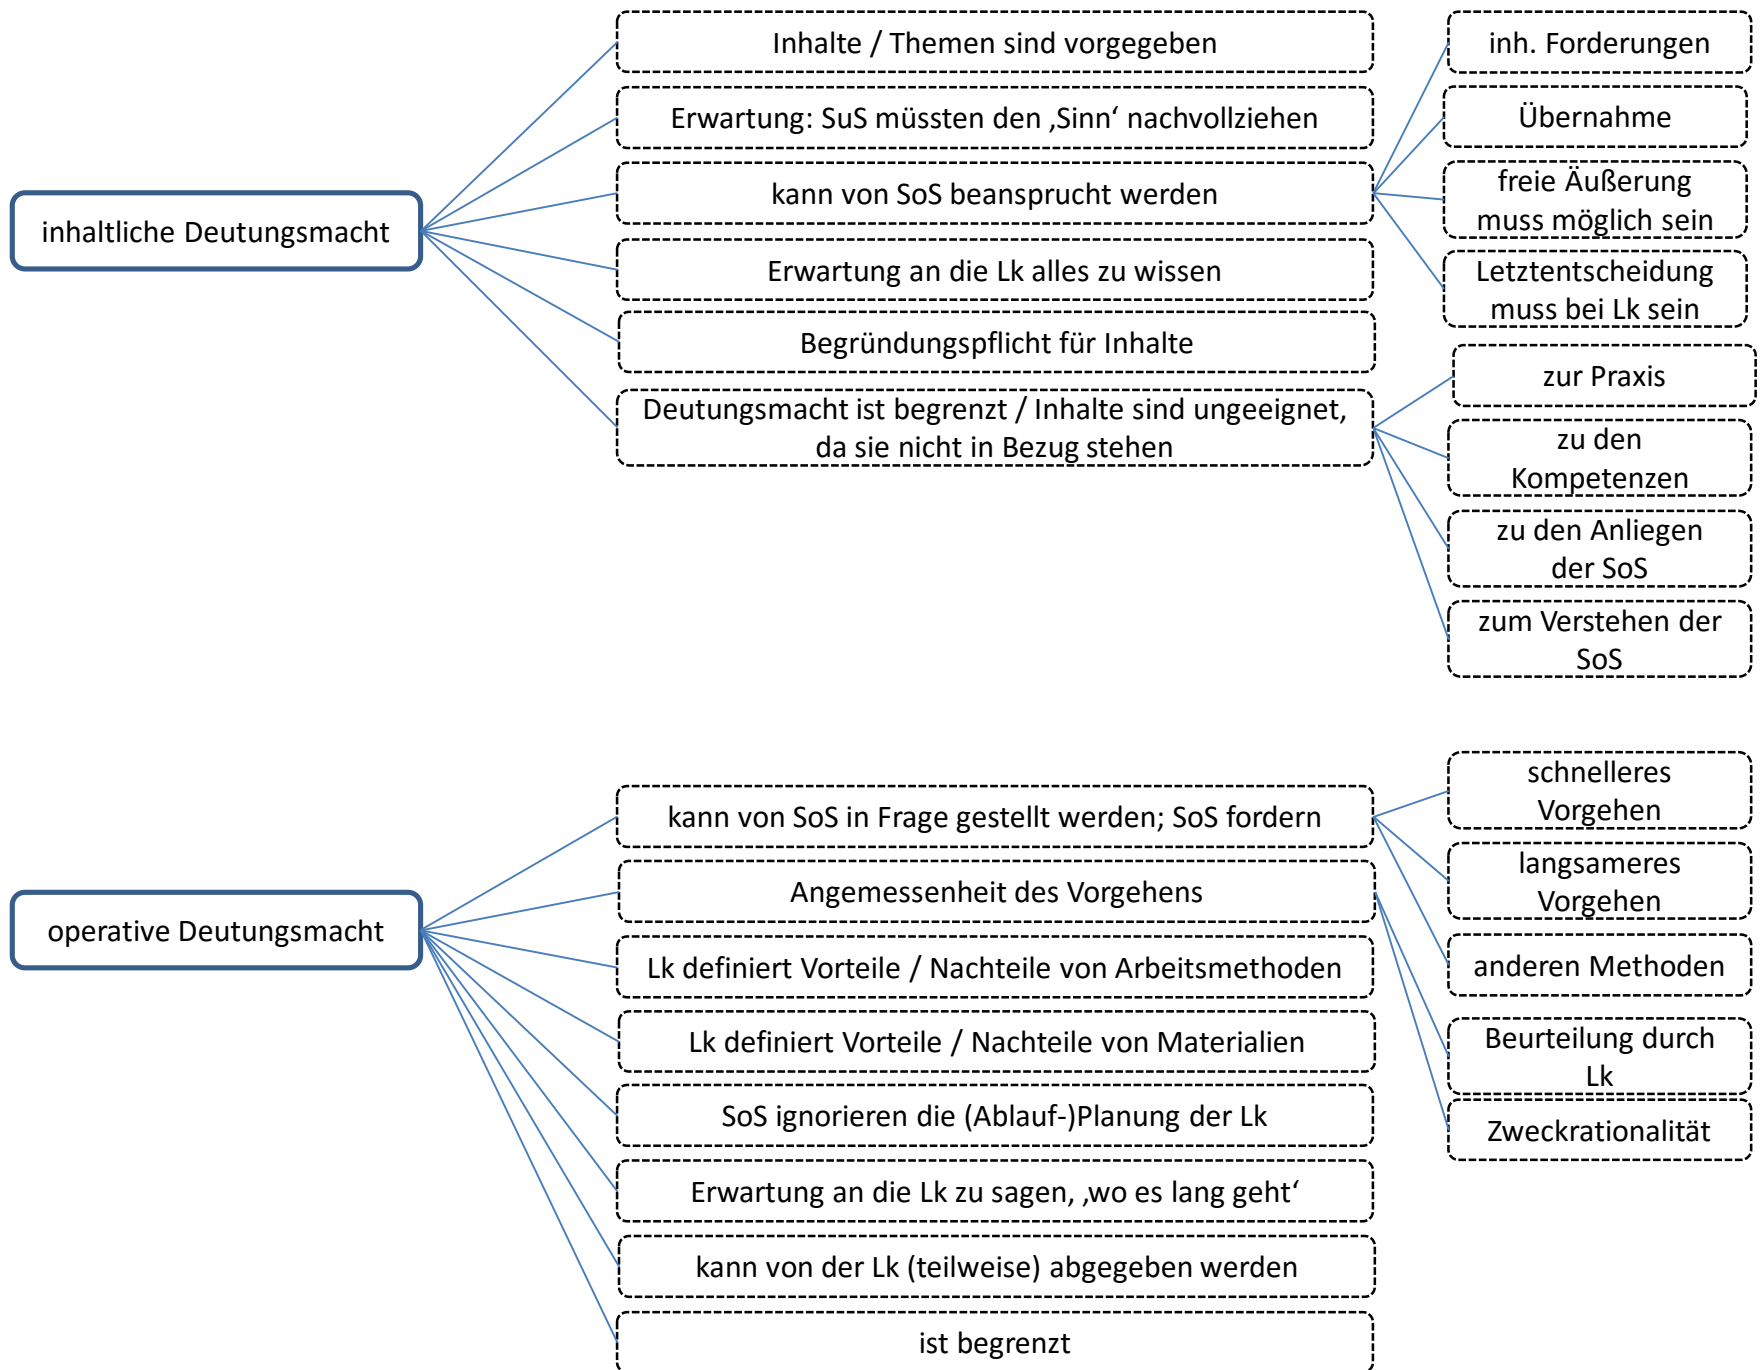 inhaltliche Deutungsmacht
Inhalte / Themen sind vorgegeben
Erwartung: SuS müssten den ‚Sinn‘ nachvollziehen
kann von SoS beansprucht werden
inh. Forderungen
Übernahme
freie Äußerung
muss möglich sein
Letztentscheidung
muss bei Lk sein
Erwartung an die Lk alles zu wissen
Begründungspflicht für Inhalte
Deutungsmacht ist begrenzt / Inhalte sind ungeeignet,
da sie nicht in Bezug stehen
zur Praxis
zu den
Kompetenzen
zu den Anliegen
der SoS
zum Verstehen der
SoS
operative Deutungsmacht
kann von SoS in Frage gestellt werden; SoS fordern
schnelleres
Vorgehen
langsameres
Vorgehen
anderen Methoden
Angemessenheit des Vorgehens
Beurteilung durch
Lk
Zweckrationalität
Lk definiert Vorteile / Nachteile von Arbeitsmethoden
Lk definiert Vorteile / Nachteile von Materialien
SoS ignorieren die (Ablauf-)Planung der Lk
Erwartung an die Lk zu sagen, ‚wo es lang geht‘
kann von der Lk (teilweise) abgegeben werden
ist begrenzt